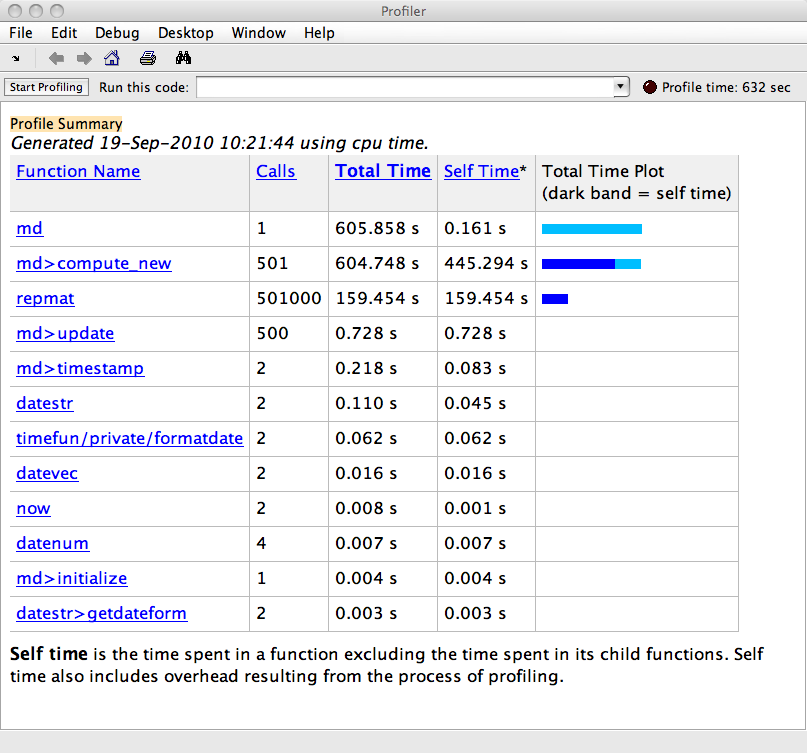 Profiler
File Edit Debug Desktop Window Help
Start Profiling Run this code: Profile time: 632 sec
Profile Summary
Generated 19-Sep-2010 10:21:44 using cpu time.
Function Name Calls Total Time Self Time* Total Time Plot
(dark band = self time)
md 1 605.858 s 0.161 s
md>compute_new 501 604.748 s 445.294 s
repmat 501000 159.454 s 159.454 s
md>update 500 0.728 s 0.728 s
md>timestamp 2 0.218 s 0.083 s
datestr 2 0.110 s 0.045 s
timefun/private/formatdate 2 0.062 s 0.062 s
datevec 2 0.016 s 0.016 s
now 2 0.008 s 0.001 s
datenum 4 0.007 s 0.007 s
md>initialize 1 0.004 s 0.004 s
datestr>getdateform 2 0.003 s 0.003 s
Self time is the time spent in a function excluding the time spent in its child functions. Self
time also includes overhead resulting from the process of profiling.